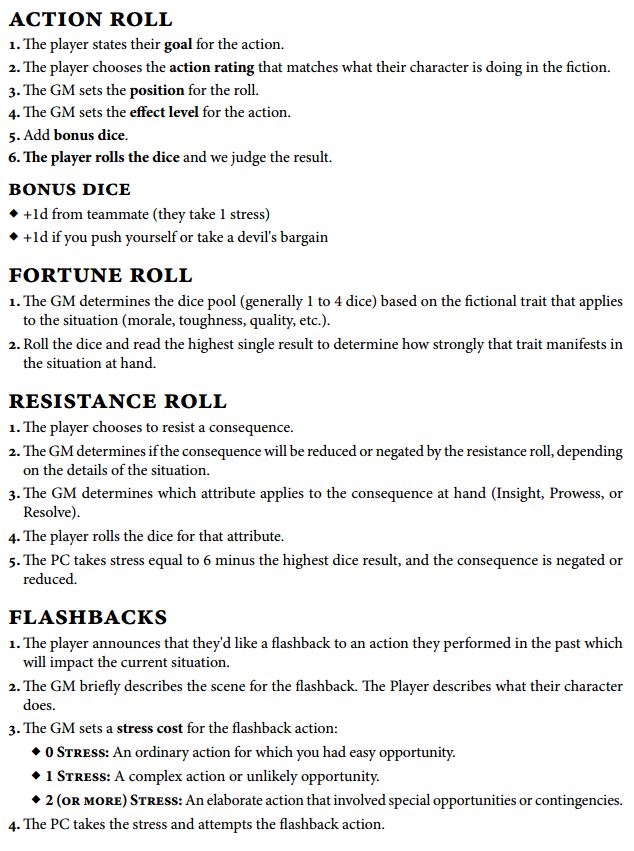 ACTION ROLL
1. The player states their goal for the action.
2. The player chooses the action rating that matches what their character is doing in the fiction.
3. The GM sets the position for the roll.
4. The GM sets the effect level for the action.
5. Add bonus dice.
6. The player rolls the dice and we judge the result.
BONUS DICE
◆ +1d from teammate (they take 1 stress)
◆ +1d if you push yourself or take a devil's bargain
FORTUNE ROLL
1. The GM determines the dice pool (generally 1 to 4 dice) based on the fictional trait that applies
to the situation (morale, toughness, quality, etc.).
2. Roll the dice and read the highest single result to determine how strongly that trait manifests in
the situation at hand.
RESISTANCE ROLL
1. The player chooses to resist a consequence.
2. The GM determines if the consequence will be reduced or negated by the resistance roll, depending
on the details of the situation.
3. The GM determines which attribute applies to the consequence at hand (Insight, Prowess, or
Resolve).
4. The player rolls the dice for that attribute.
5. The PC takes stress equal to 6 minus the highest dice result, and the consequence is negated or
reduced.
FLASHBACKS
1. The player announces that they'd like a flashback to an action they performed in the past which
will impact the current situation.
2. The GM briefly describes the scene for the flashback. The Player describes what their character
does.
3. The GM sets a stress cost for the flashback action:
◆ 0 STRESS: An ordinary action for which you had easy opportunity.
◆ 1 STRESS: A complex action or unlikely opportunity.
◆ 2 (OR MORE) STRESS: An elaborate action that involved special opportunities or contingencies.
4. The PC takes the stress and attempts the flashback action.